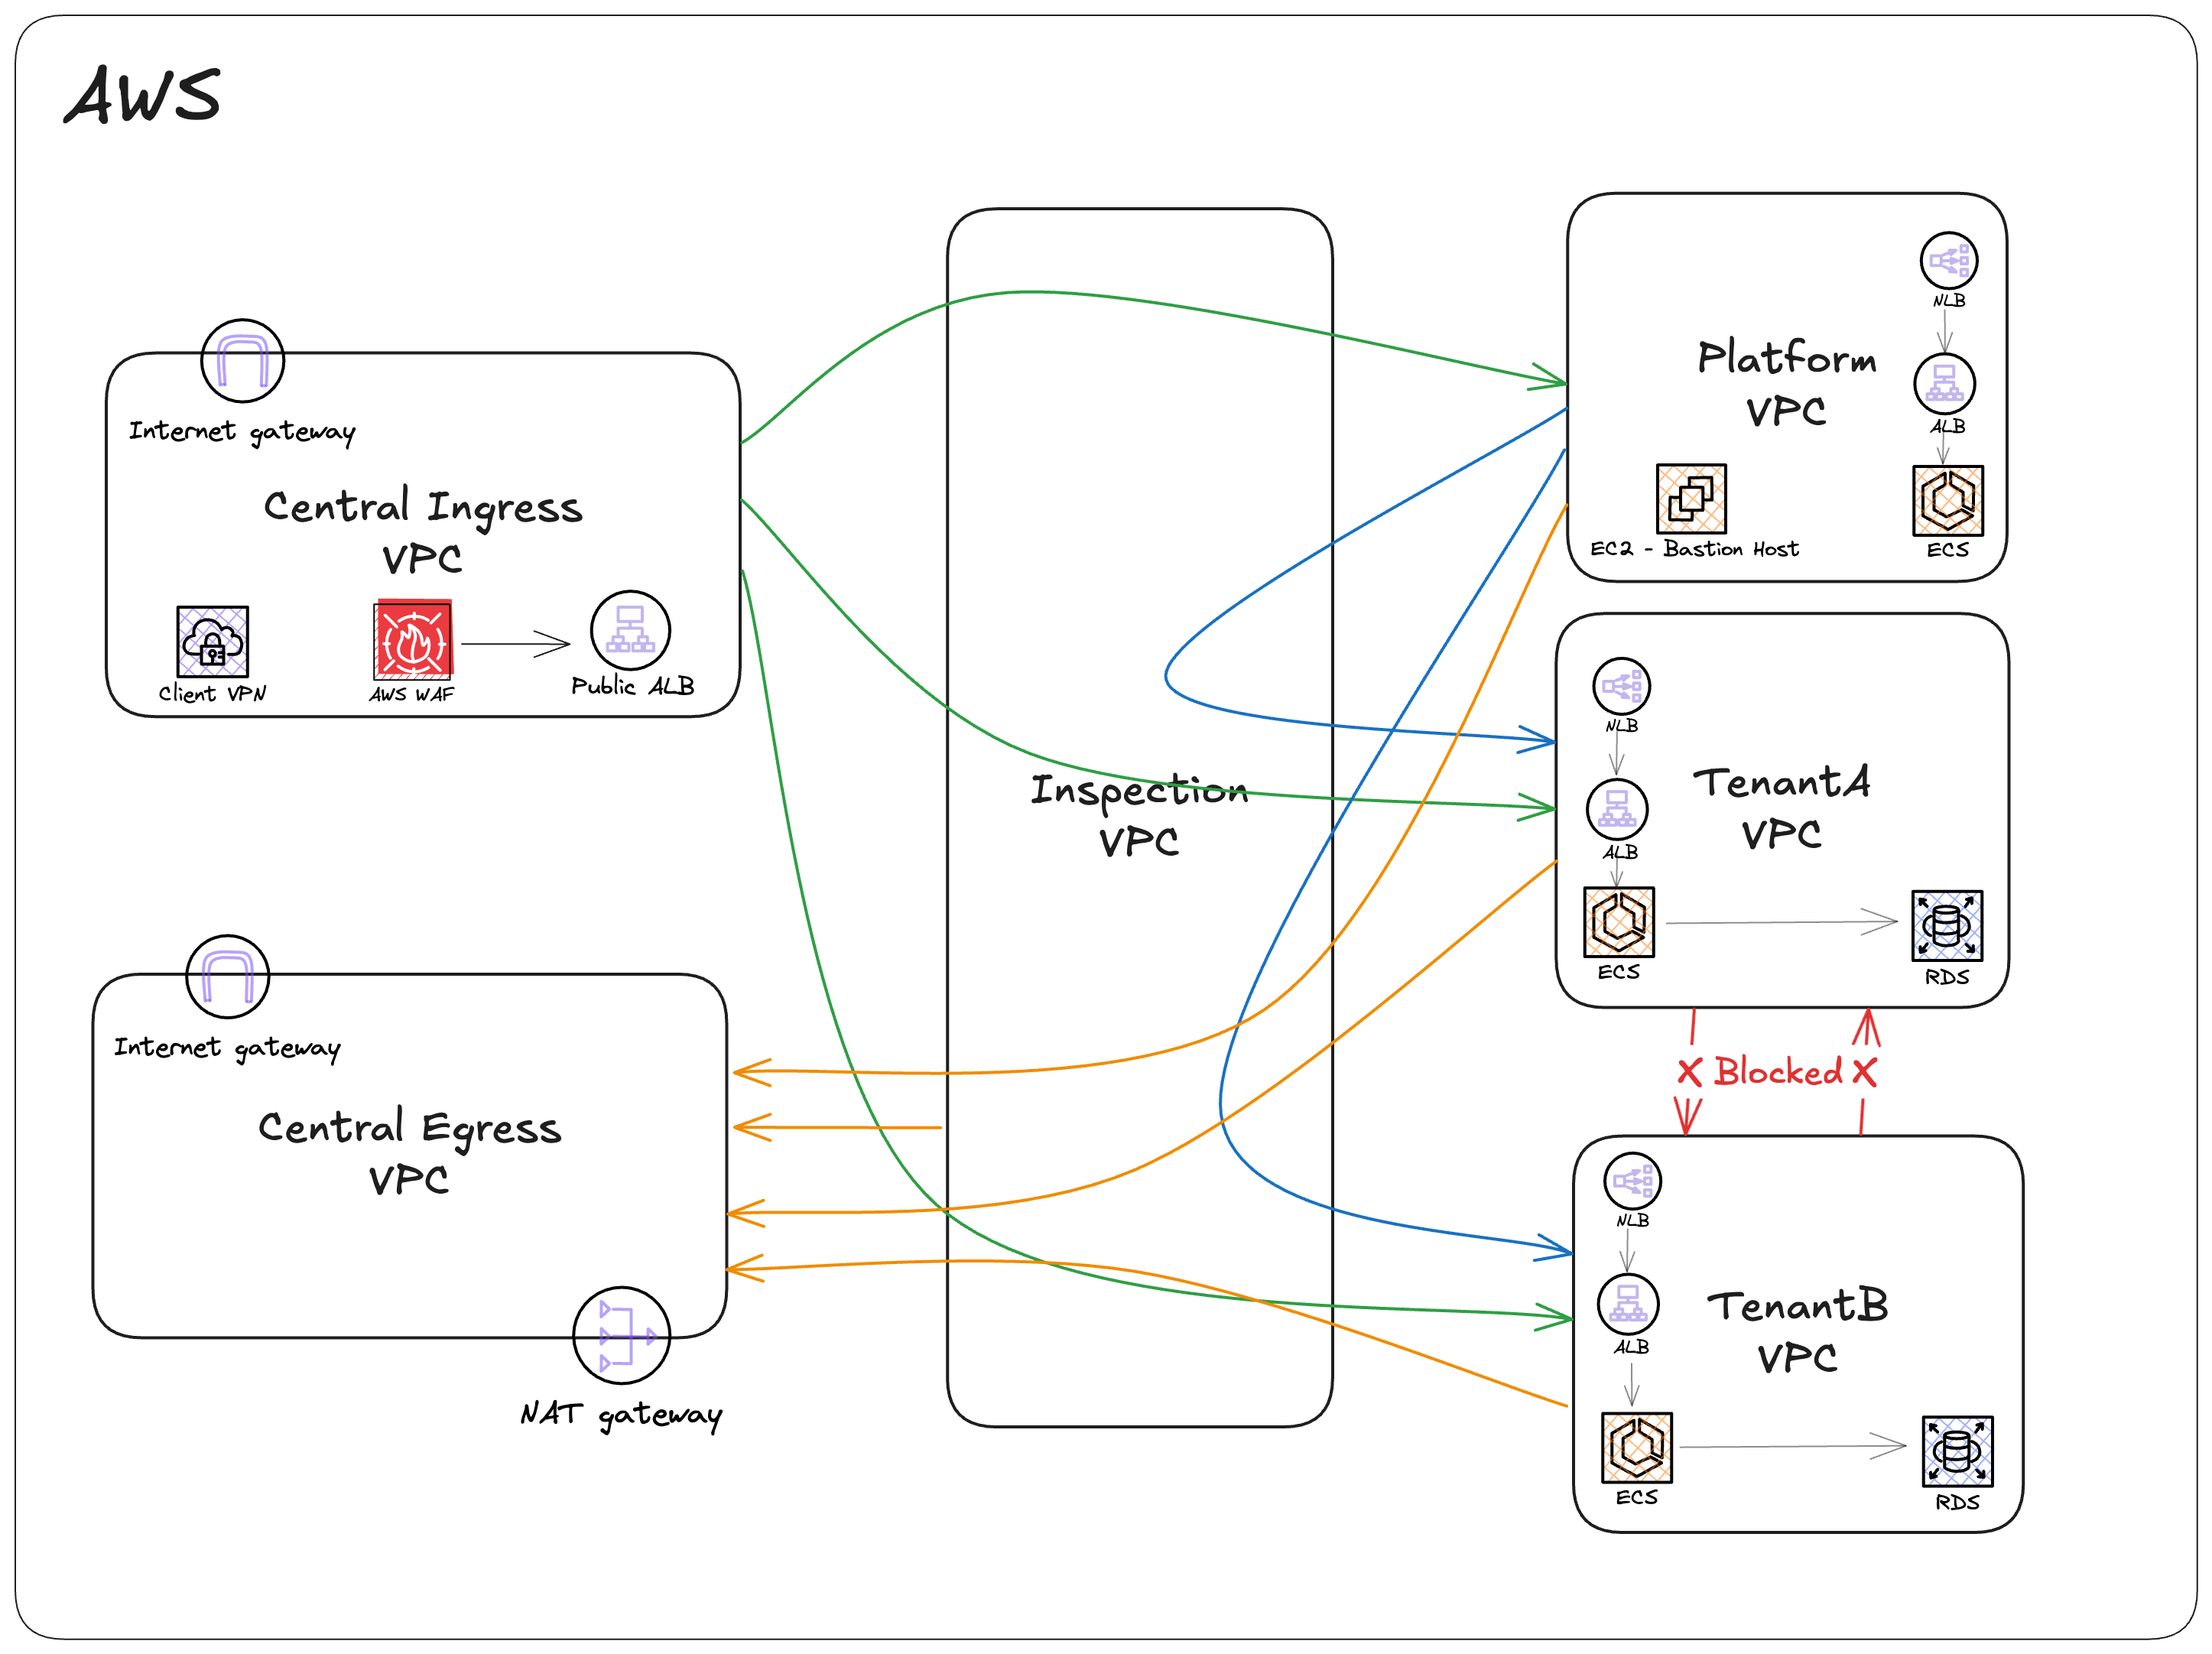 AWS
Internet gateway
Central Ingress
VPC
Client VPN
AWS WAF
Public ALB
Internet gateway
Central Egress
VPC
NAT gateway
Inspection
VPC
Platform
VPC
NLB
ALB
EC2 - Bastion Host
ECS
NLB
TenantA
VPC
ALB
ECS
RDS
X Blocked X
NLB
TenantB
VPC
ALB
ECS
RDS